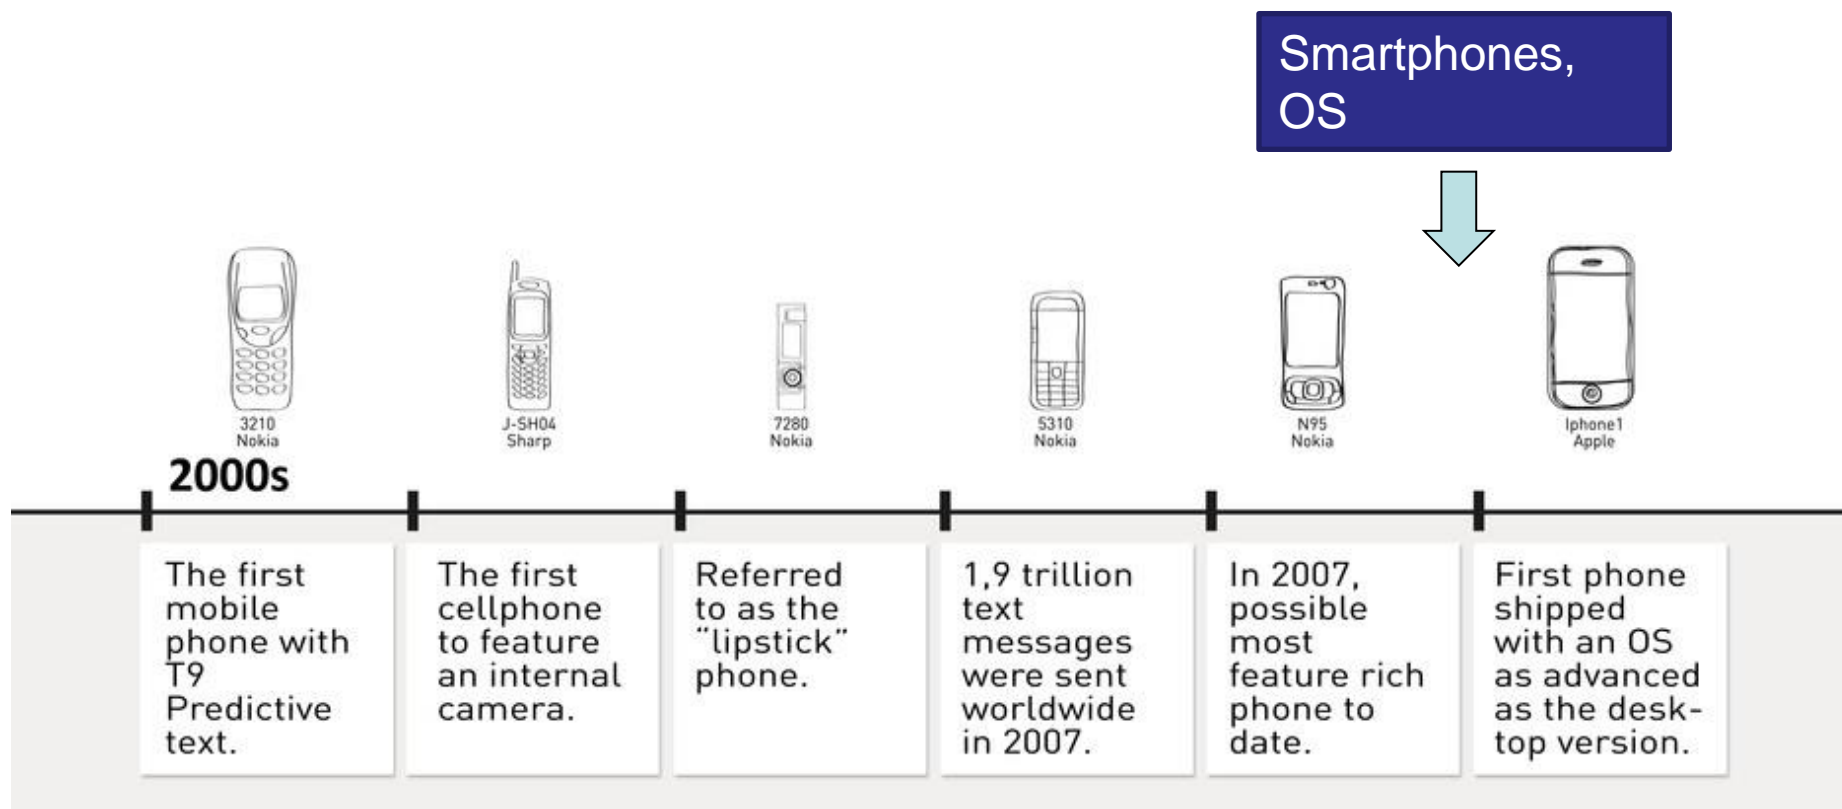 Smartphones,
OS
3210
Nokia
J-SH04
Sharp
7280
Nokia
5310
Nokia
N95
Nokia
Iphone1
Apple
2000s
The first
mobile
phone with
T9
Predictive
text.
The first
cellphone
to feature
an internal
camera.
Referred
to as the
“lipstick”
phone.
1,9 trillion
text
messages
were sent
worldwide
in 2007.
In 2007,
possible
most
feature rich
phone to
date.
First phone
shipped
with an OS
as advanced
as the desk-
top version.